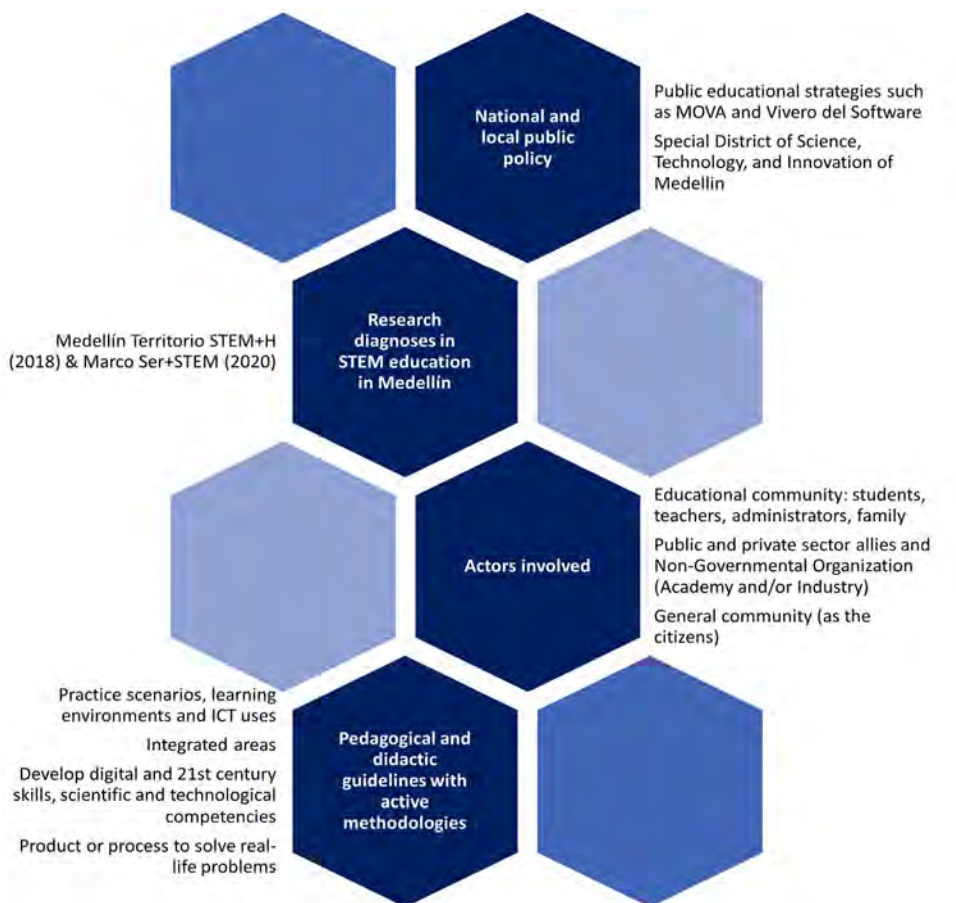 National and
local public
policy
Public educational strategies such
as MOVA and Vivero del Software
Special District of Science,
Technology, and Innovation of
Medellin
Medellín Territorio STEM+H
(2018) & Marco Ser+STEM (2020)
Research
diagnoses in
STEM education
in Medellín
Actors involved
Educational community: students,
teachers, administrators, family
Public and private sector allies and
Non-Governmental Organization
(Academy and/or Industry)
General community (as the
citizens)
Practice scenarios, learning
environments and ICT uses
Integrated areas
Develop digital and 21st century
skills, scientific and technological
competencies
Product or process to solve real-
life problems
Pedagogical and
didactic
guidelines with
active
methodologies